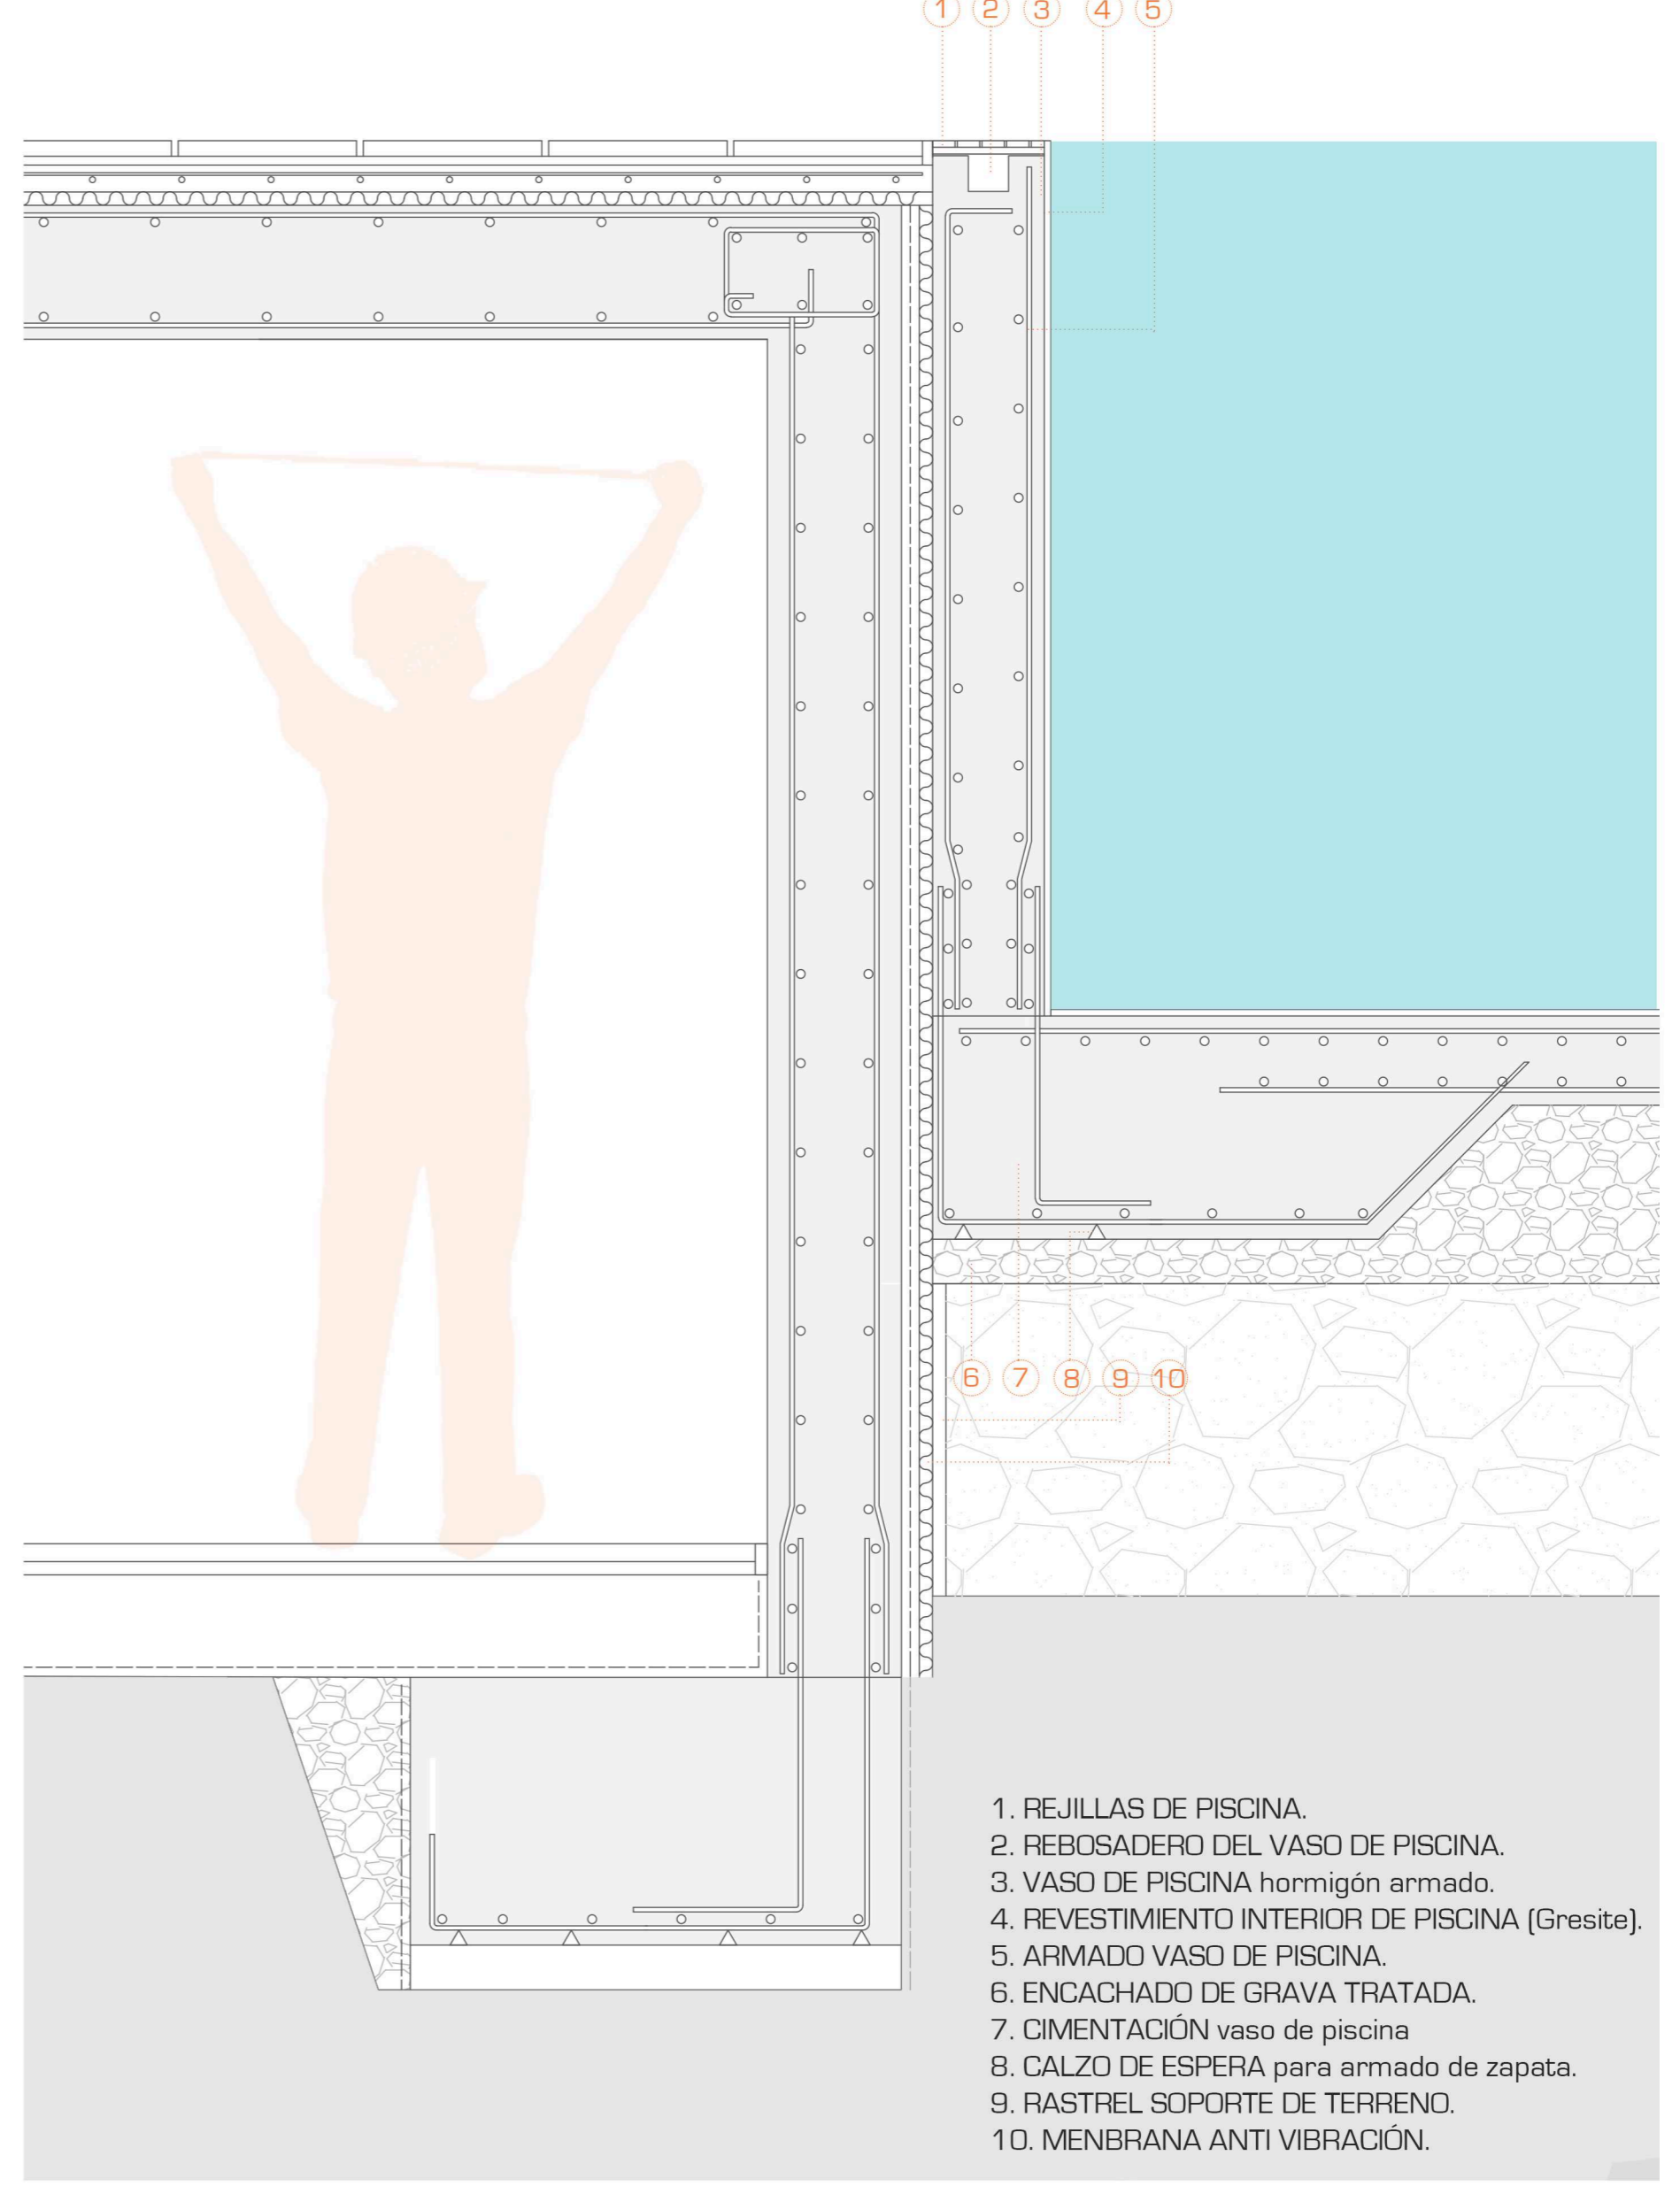 1 2 3 4 5
6 7 8 9 10
1. REJILLAS DE PISCINA.
2. REBOSADERO DEL VASO DE PISCINA.
3. VASO DE PISCINA hormigón armado.
4. REVESTIMIENTO INTERIOR DE PISCINA (Gresite).
5. ARMADO VASO DE PISCINA.
6. ENCACHADO DE GRAVA TRATADA.
7. CIMENTACIÓN vaso de piscina
8. CALZO DE ESPERA para armado de zapata.
9. RASTREL SOPORTE DE TERRENO.
10. MENBRANA ANTI VIBRACIÓN.